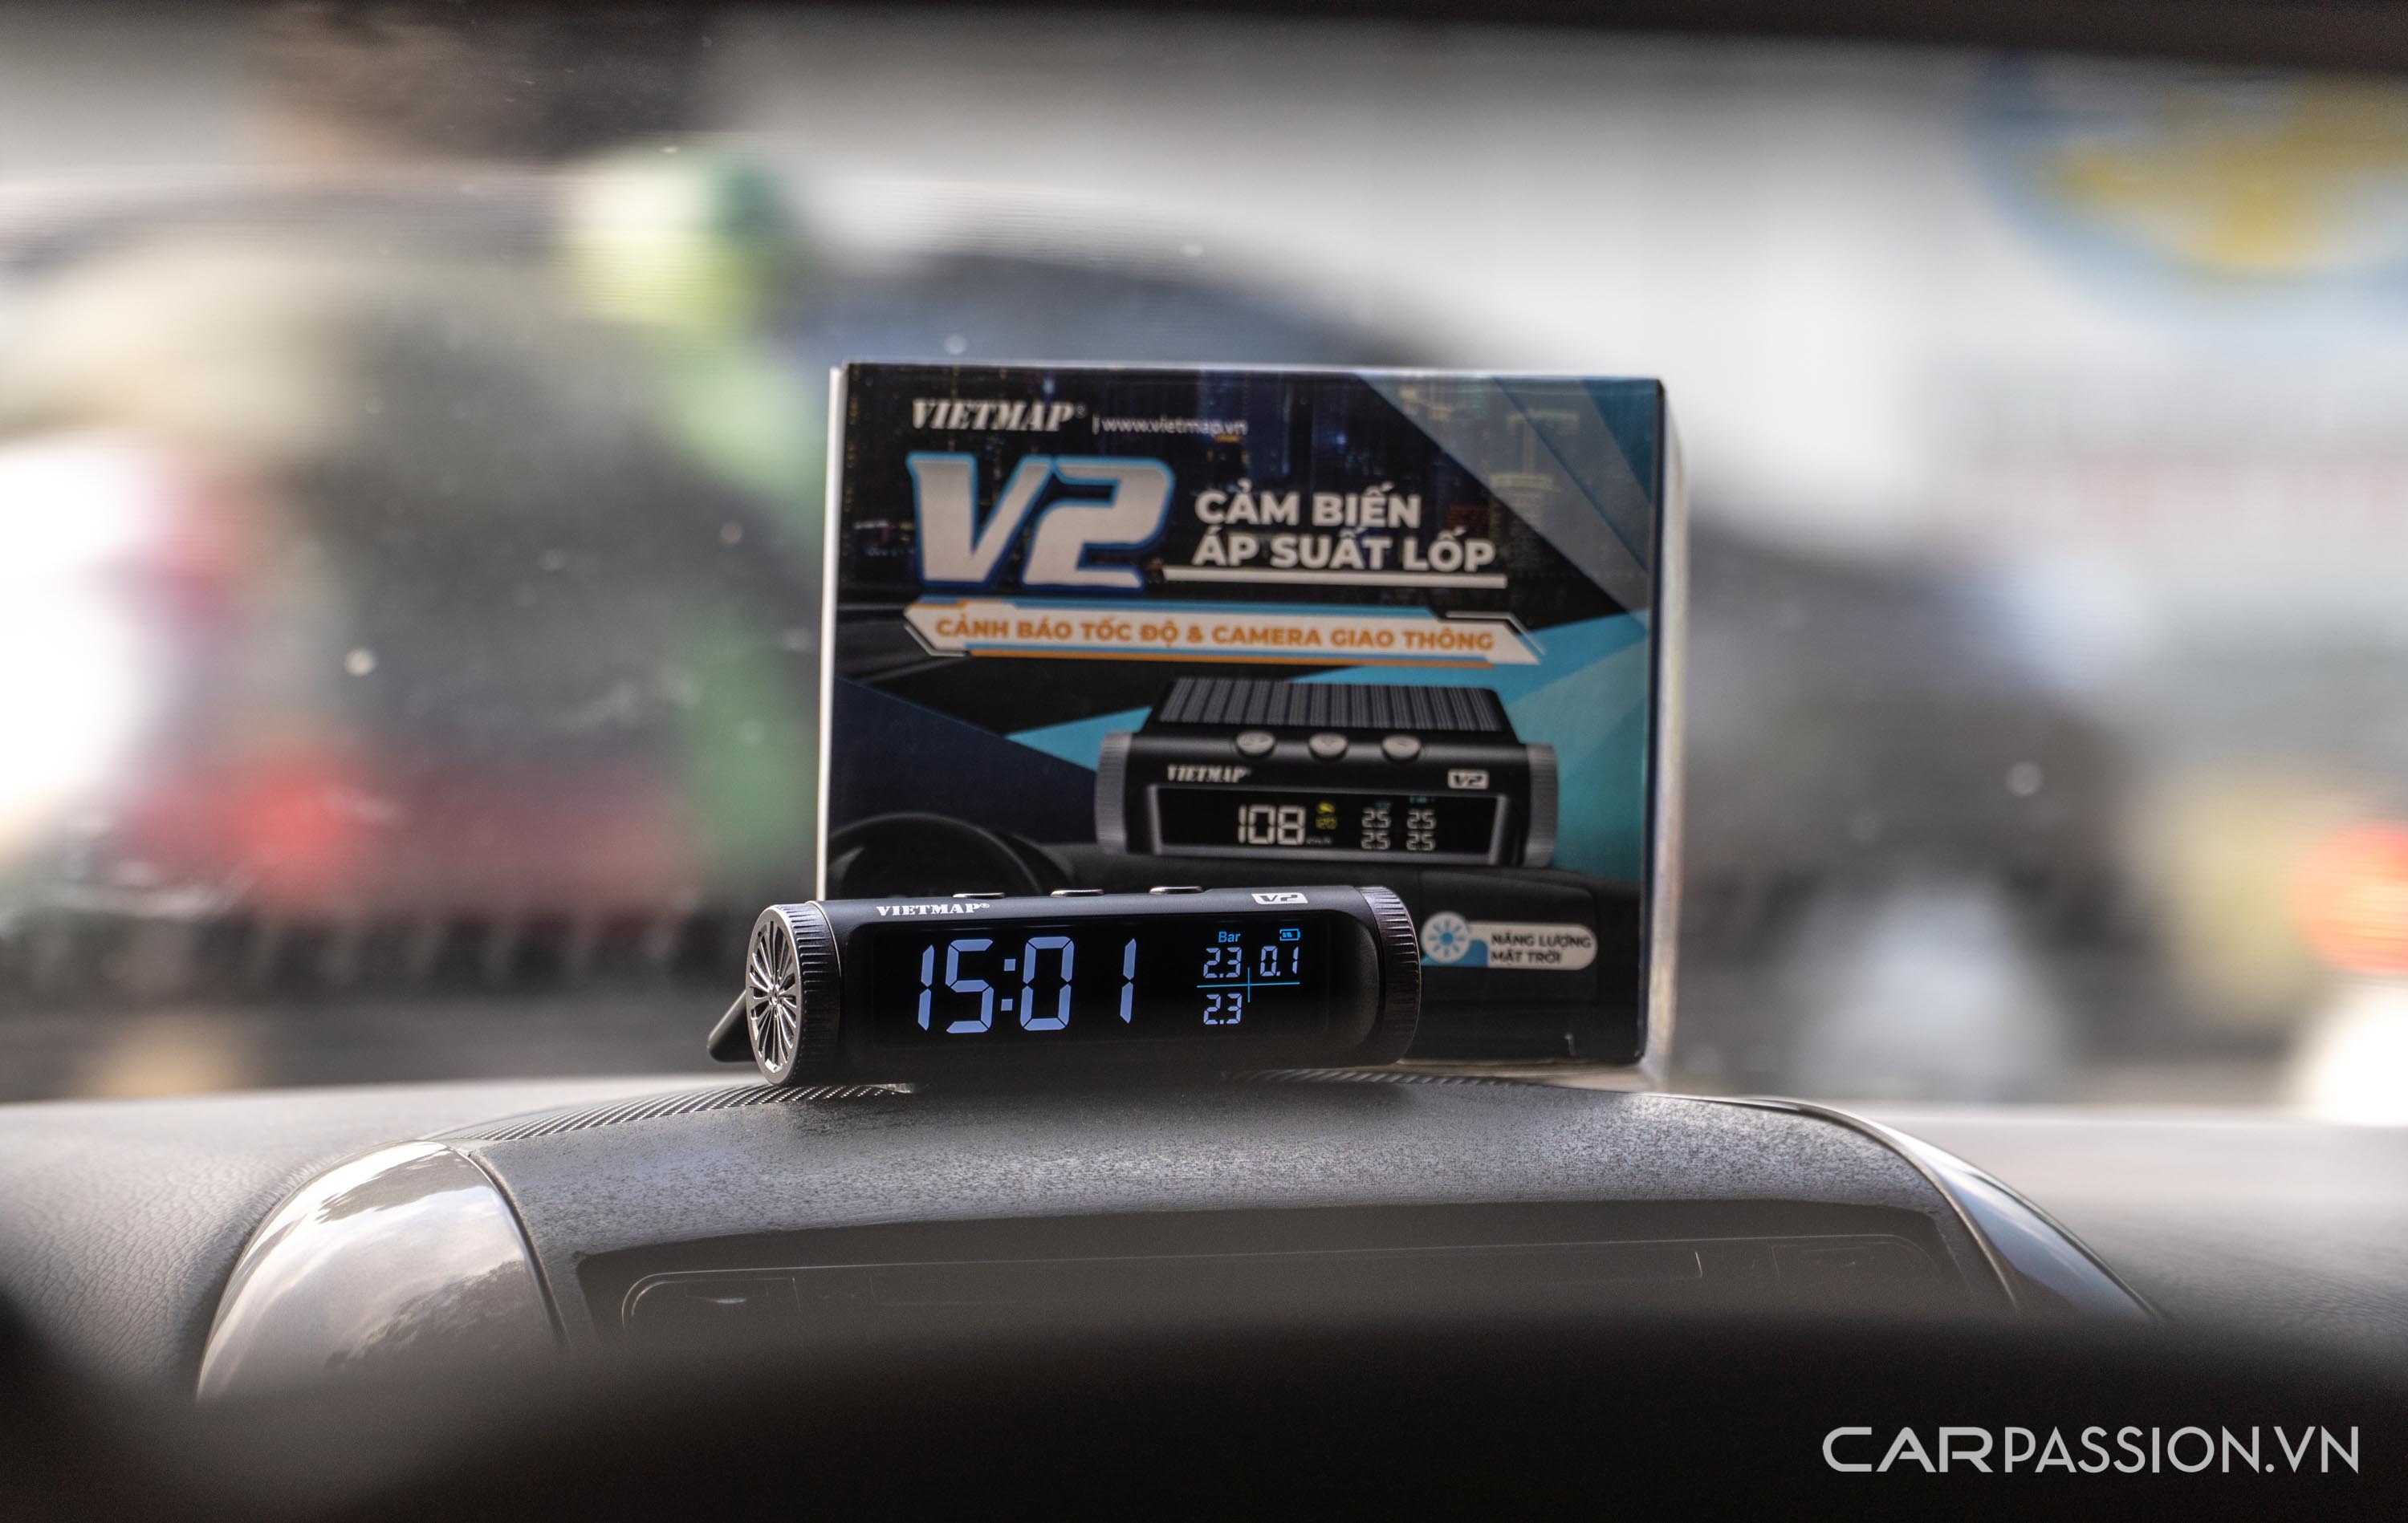 VIETMAP® | www.vietmap.vn
V2 CẢM BIẾN
ÁP SUẤT LỐP
CẢNH BÁO TỐC ĐỘ & CAMERA GIAO THÔNG
VIETMAP® V2
108 km/h 120 25 25
25 25
VIETMAP® V2
15:01 Bar
2.3 0.1
2.3
NĂNG LƯỢNG
MẶT TRỜI
CARPASSION.VN